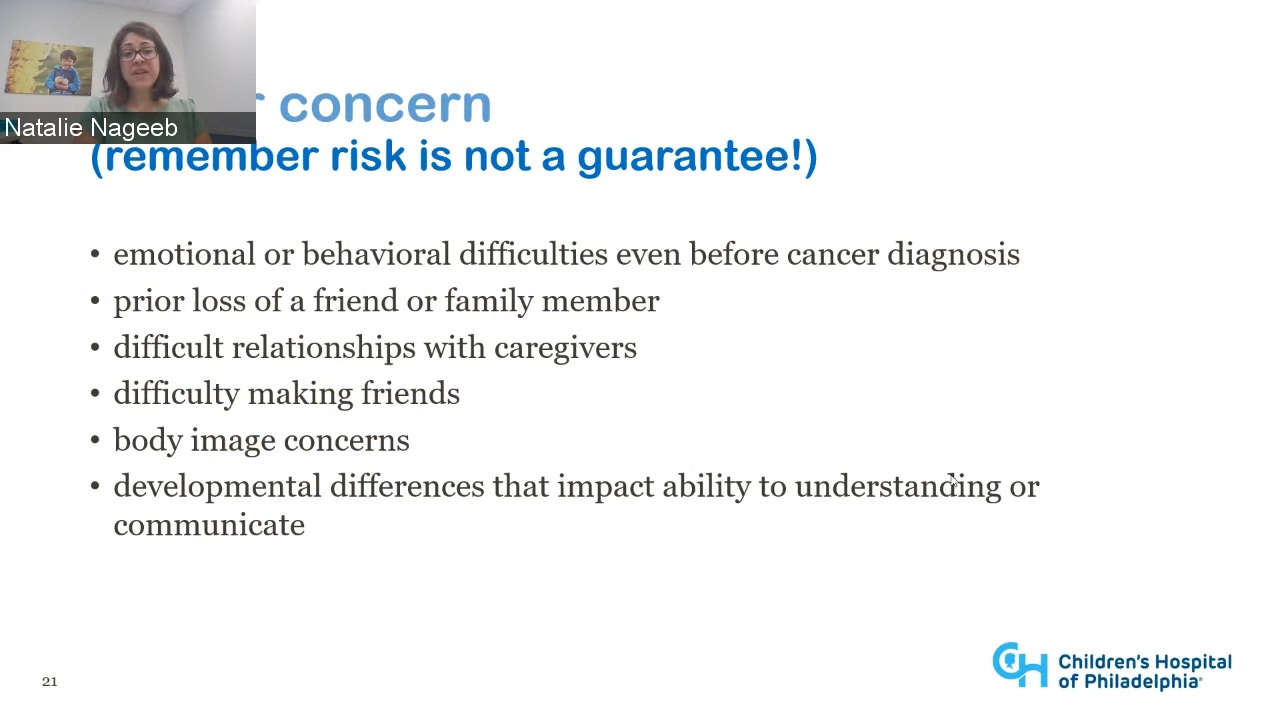 Natalie Nageeb
concern
(remember risk is not a guarantee!)
• emotional or behavioral difficulties even before cancer diagnosis
• prior loss of a friend or family member
• difficult relationships with caregivers
• difficulty making friends
• body image concerns
• developmental differences that impact ability to understanding or
communicate
21
CH Children's Hospital
of Philadelphia